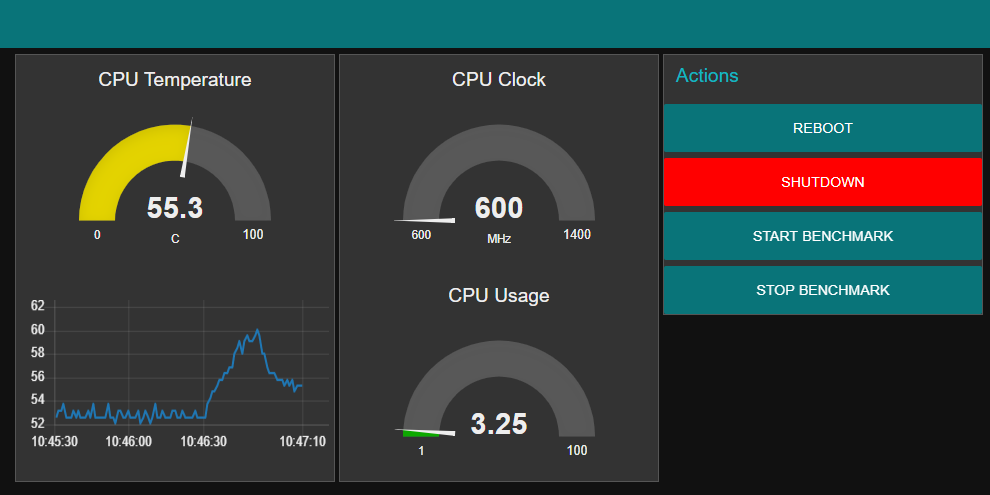 CPU Temperature
55.3
0
C
100
62
60
58
56
54
52
10:45:30
10:46:00
10:46:30
10:47:10
CPU Clock
600
600
MHz
1400
CPU Usage
3.25
1
100
Actions
REBOOT
SHUTDOWN
START BENCHMARK
STOP BENCHMARK